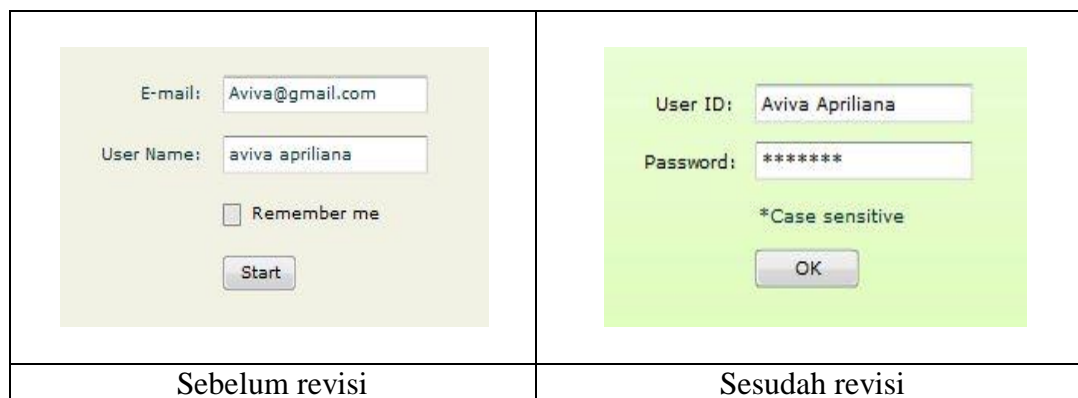 E-mail: Aviva@gmail.com
User Name: aviva apriliana
Remember me
Start
User ID: Aviva Apriliana
Password: *******
*Case sensitive
OK
Sebelum revisi
Sesudah revisi